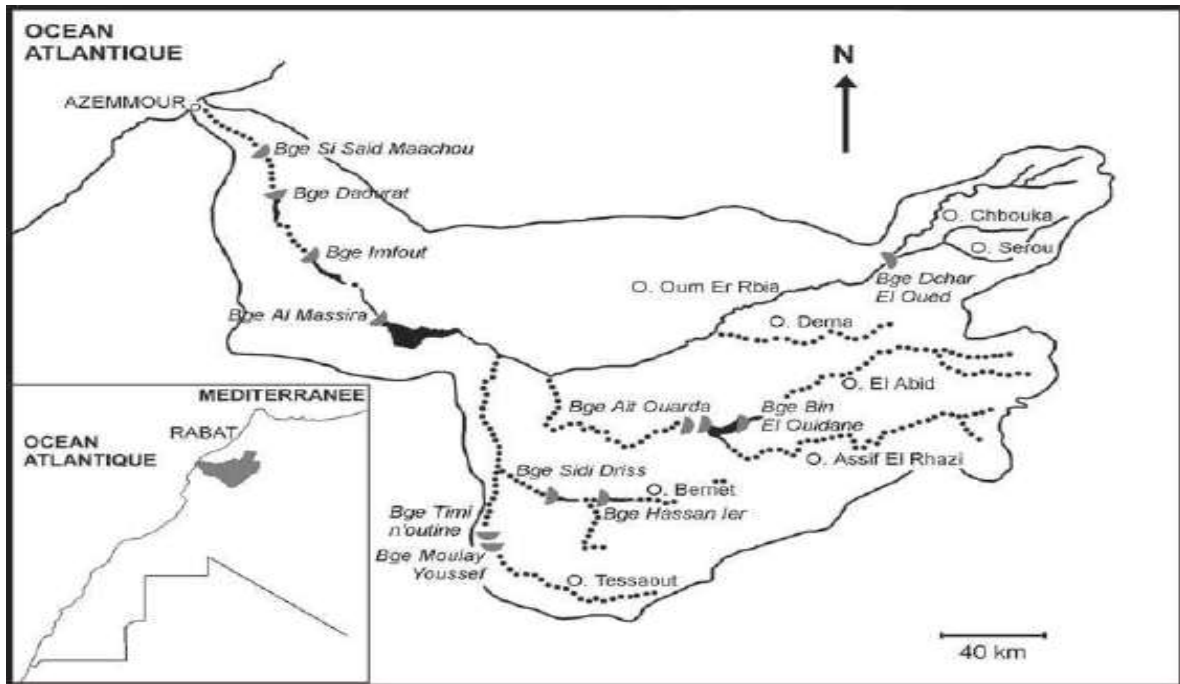 OCEAN
ATLANTIQUE
N
AZEMMOUR
Bge Si Said Maachou
Bge Daourat
O. Chbouka
O. Serou
Bge Imfout
Bge Dchar
El Oued
O. Oum Er Rbia
Bge Al Massira
O. Derna
O. El Abid
MEDITERRANEE
Bge Ait Ouarda
Bge Bin
El Ouidane
RABAT
OCEAN
ATLANTIQUE
O. Assif El Rhazi
Bge Sidi Driss
O. Bernet
Bge Timi
n'outine
Bge Hassan Ier
Bge Moulay
Youssef
O. Tessaout
40 km